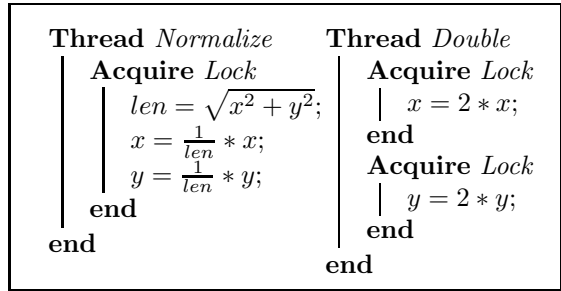 Thread Normalize
Acquire Lock
len = √(x² + y²);
x = 1/len * x;
y = 1/len * y;
end
end
Thread Double
Acquire Lock
x = 2 * x;
end
Acquire Lock
y = 2 * y;
end
end